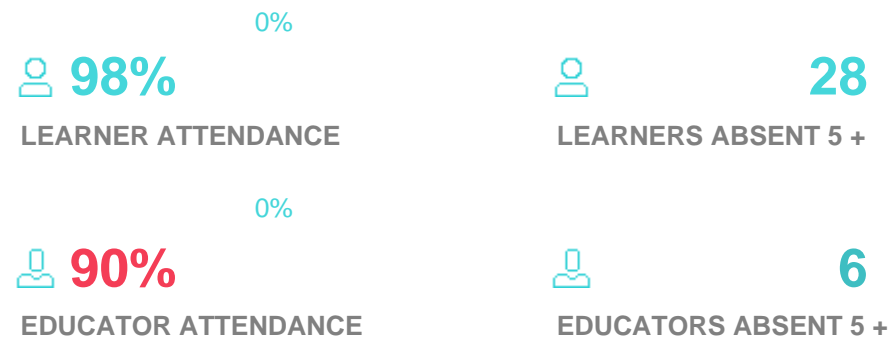 0%
98%
28
LEARNER ATTENDANCE
LEARNERS ABSENT 5 +
0%
90%
6
EDUCATOR ATTENDANCE
EDUCATORS ABSENT 5 +